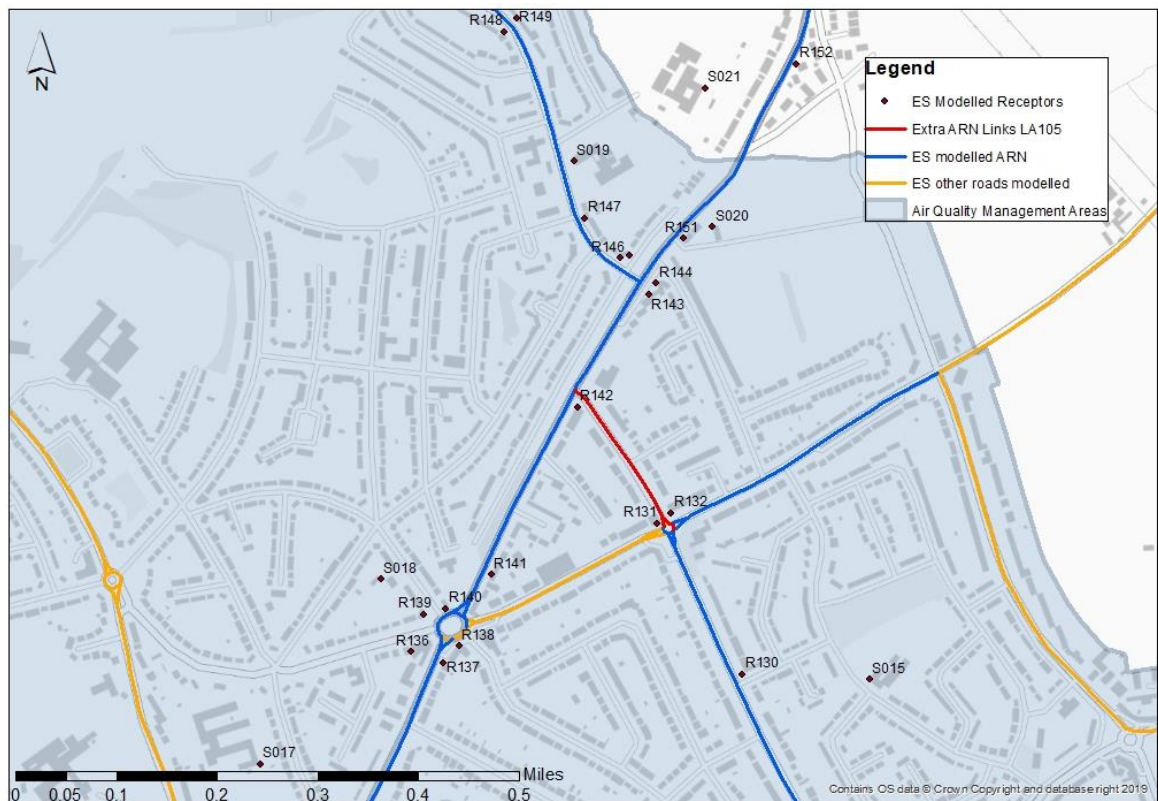 R148
R149
R152
S021
N
Legend
ES Modelled Receptors
Extra ARN Links LA105
ES modelled ARN
ES other roads modelled
Air Quality Management Areas
S019
R147
S020
R151
R146
R144
R143
R142
R132
R131
R141
S018
R140
R139
R138
R136
R137
R130
S015
S017
Miles
0 0.05 0.1 0.2 0.3 0.4 0.5
Contains OS data © Crown Copyright and database right 2019